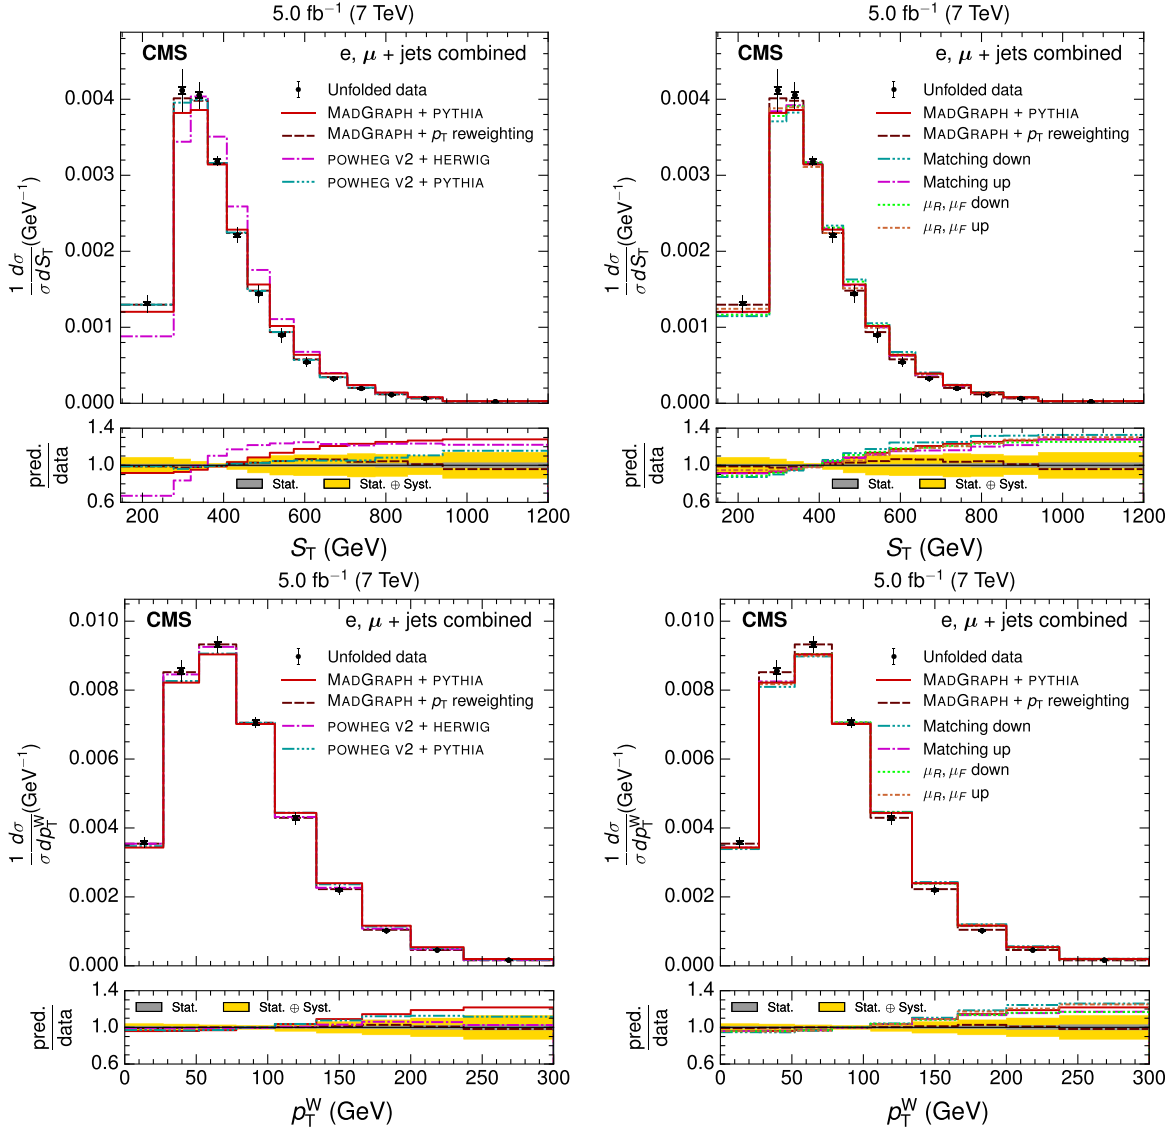 5.0 fb⁻¹ (7 TeV)
CMS
e, μ + jets combined
Unfolded data
MADGRAPH + PYTHIA
MADGRAPH + pT reweighting
POWHEG V2 + HERWIG
POWHEG V2 + PYTHIA
1/σ dσ/dST (GeV⁻¹)
0.004
0.003
0.002
0.001
0.000
pred./data
1.4
1.0
0.6
Stat.
Stat. ⊕ Syst.
200 400 600 800 1000 1200
ST (GeV)
5.0 fb⁻¹ (7 TeV)
CMS
e, μ + jets combined
Unfolded data
MADGRAPH + PYTHIA
MADGRAPH + pT reweighting
Matching down
Matching up
μR, μF down
μR, μF up
1/σ dσ/dST (GeV⁻¹)
0.004
0.003
0.002
0.001
0.000
pred./data
1.4
1.0
0.6
Stat.
Stat. ⊕ Syst.
200 400 600 800 1000 1200
ST (GeV)
5.0 fb⁻¹ (7 TeV)
CMS
e, μ + jets combined
Unfolded data
MADGRAPH + PYTHIA
MADGRAPH + pT reweighting
POWHEG V2 + HERWIG
POWHEG V2 + PYTHIA
1/σ dσ/dpTW (GeV⁻¹)
0.010
0.008
0.006
0.004
0.002
0.000
pred./data
1.4
1.0
0.6
Stat.
Stat. ⊕ Syst.
0 50 100 150 200 250 300
pTW (GeV)
5.0 fb⁻¹ (7 TeV)
CMS
e, μ + jets combined
Unfolded data
MADGRAPH + PYTHIA
MADGRAPH + pT reweighting
Matching down
Matching up
μR, μF down
μR, μF up
1/σ dσ/dpTW (GeV⁻¹)
0.010
0.008
0.006
0.004
0.002
0.000
pred./data
1.4
1.0
0.6
Stat.
Stat. ⊕ Syst.
0 50 100 150 200 250 300
pTW (GeV)